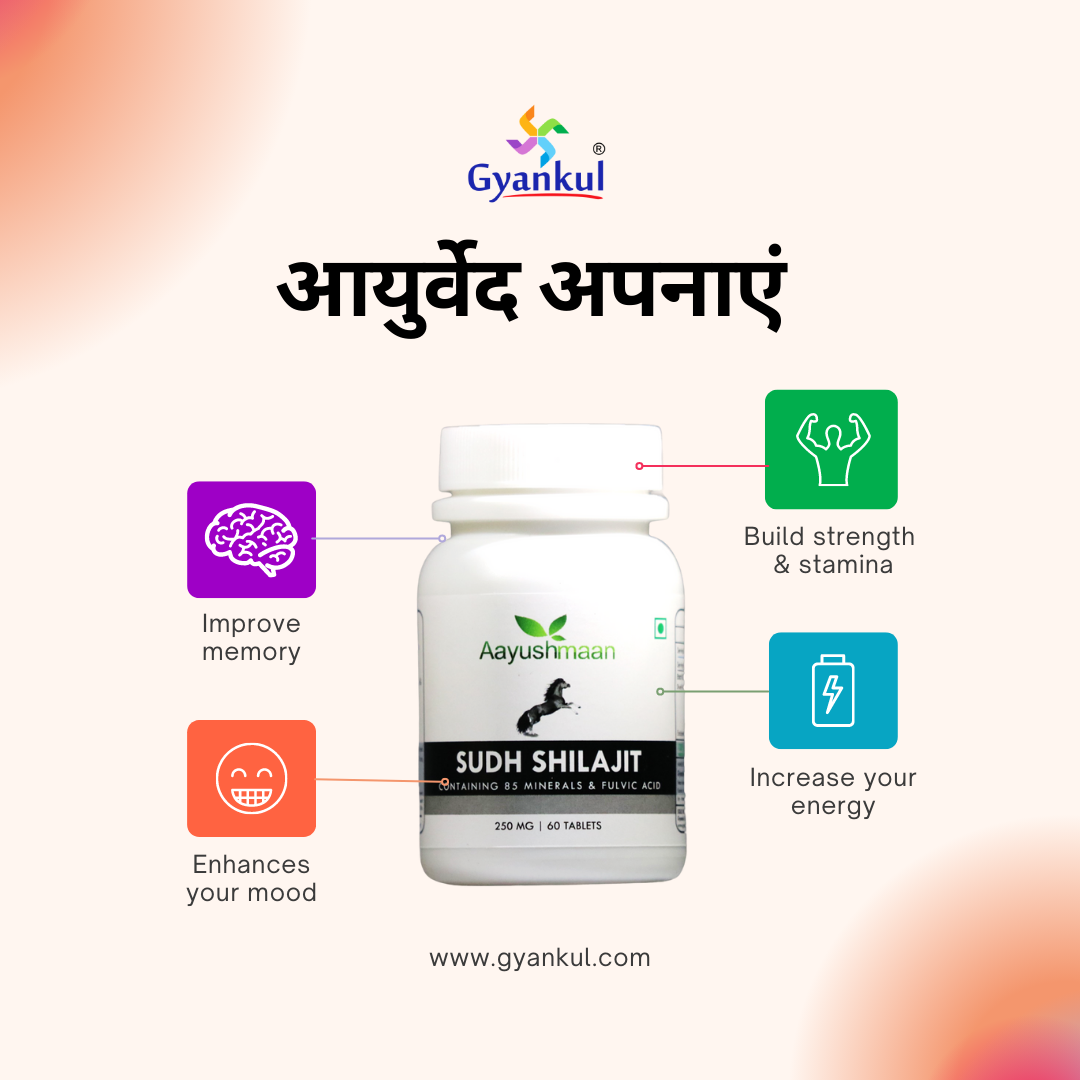 Gyankul ®
आयुर्वेद अपनाएं
Build strength
& stamina
Improve
memory
Aayushmaan
SUDH SHILAJIT
CONTAINING 85 MINERALS & FULVIC ACID
250 MG | 60 TABLETS
Increase your
energy
Enhances
your mood
www.gyankul.com